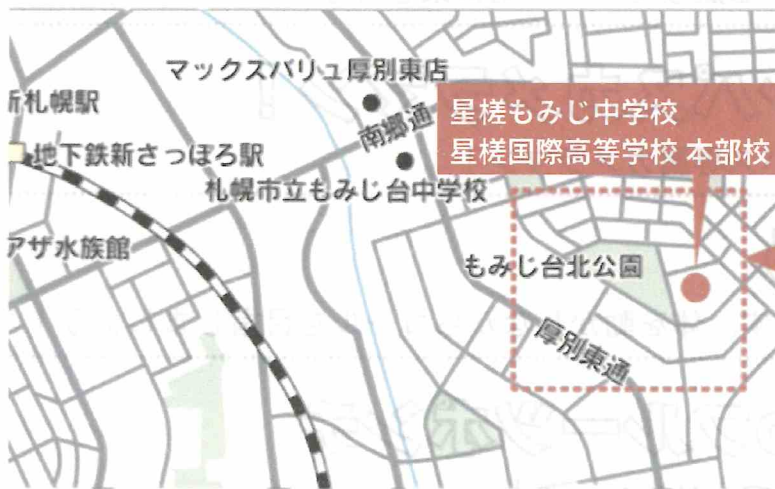 マックスバリュ厚別東店
新札幌駅
南郷通
星槎もみじ中学校
星槎国際高等学校 本部校
地下鉄新さっぽろ駅
札幌市立もみじ台中学校
アザ水族館
もみじ台北公園
厚別東通